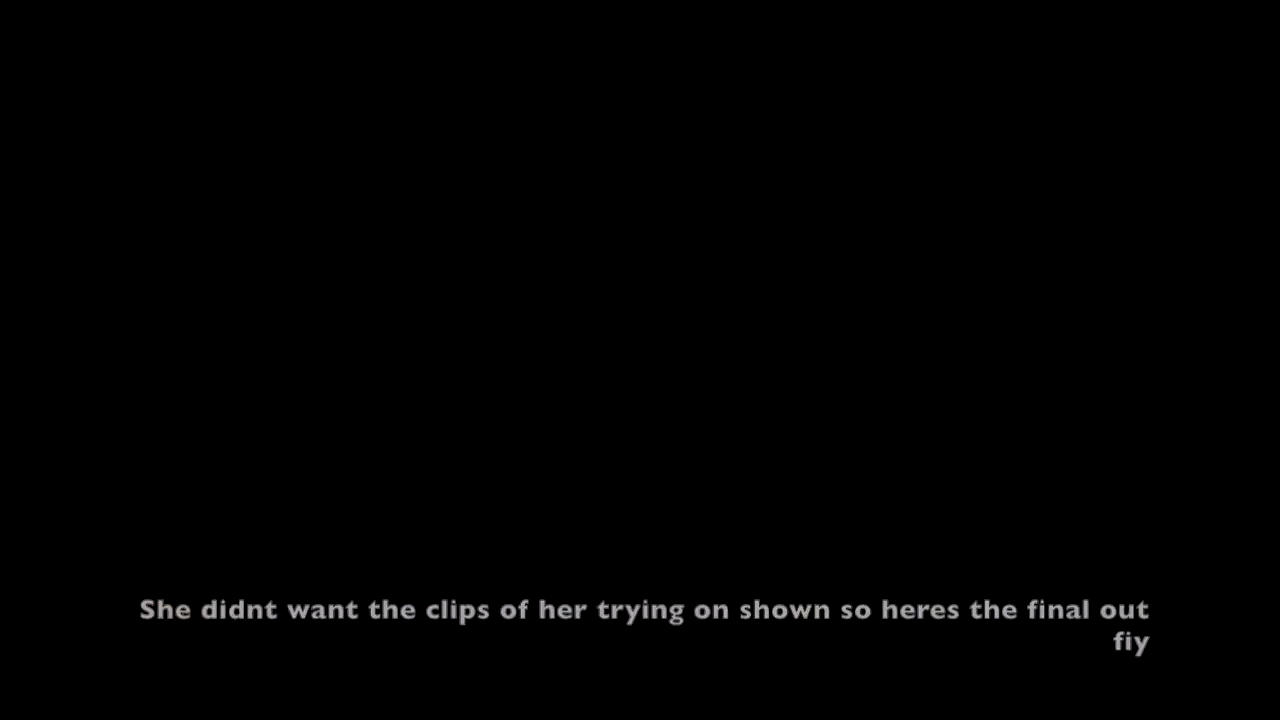 She didnt want the clips of her trying on shown so heres the final out
fiy